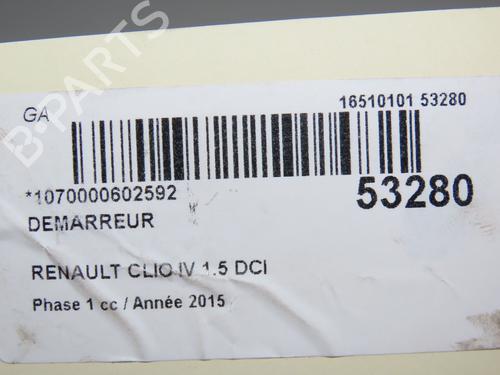 B-PARTS
GA
16510101 53280
*1070000602592
53280
DEMARREUR
RENAULT CLIO IV 1.5 DCI
Phase 1 cc / Année 2015